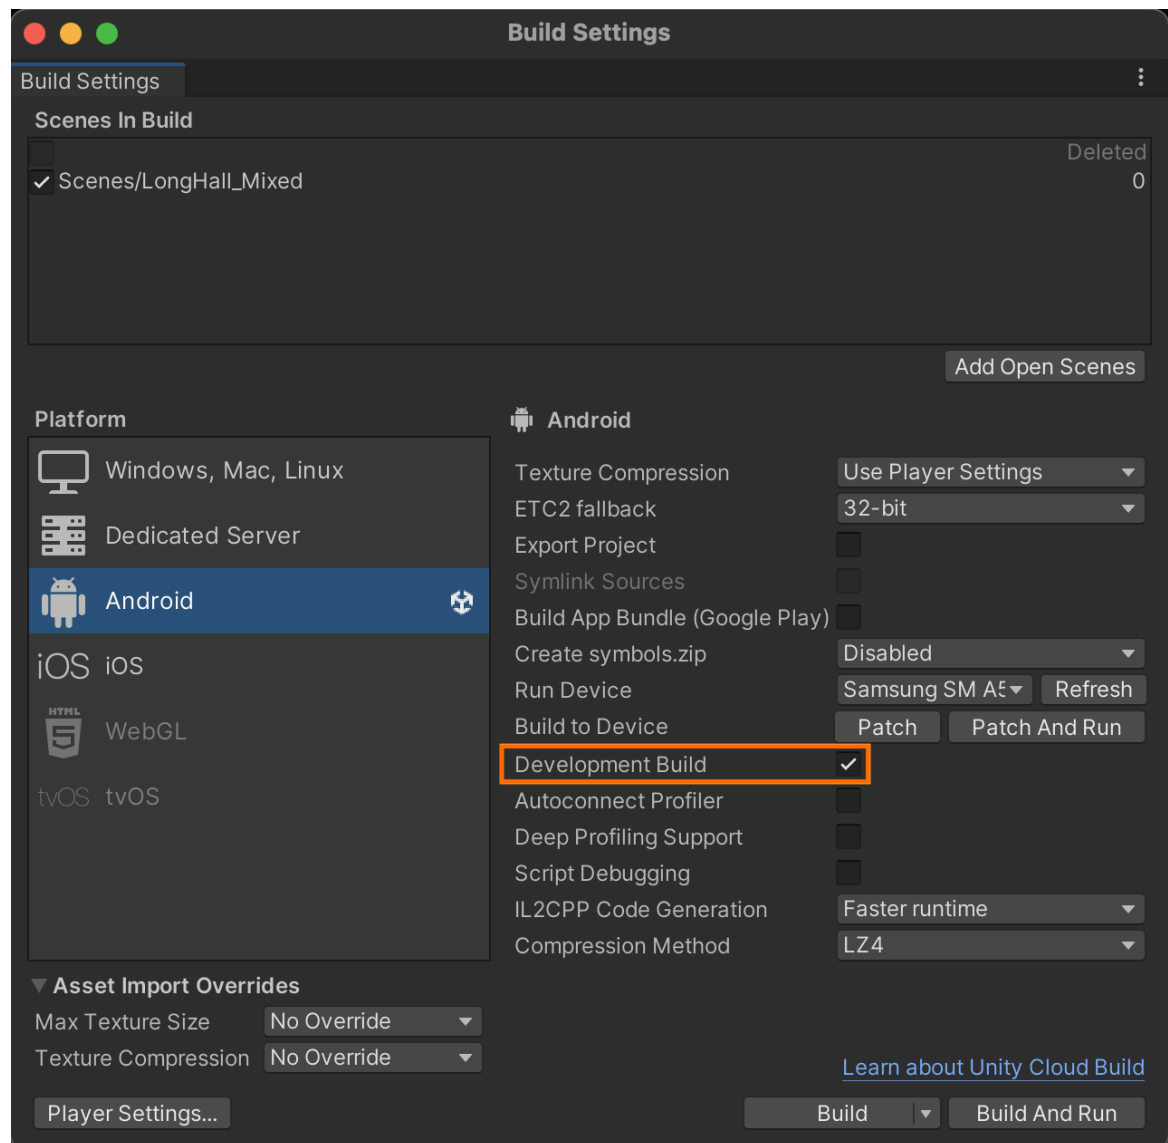 Build Settings
Build Settings
Scenes In Build
Deleted
Scenes/LongHall_Mixed 0
Add Open Scenes
Platform
Windows, Mac, Linux
Dedicated Server
Android
iOS iOS
HTML 5 WebGL
tvOS tvOS
Android
Texture Compression Use Player Settings
ETC2 fallback 32-bit
Export Project
Symlink Sources
Build App Bundle (Google Play)
Create symbols.zip Disabled
Run Device Samsung SM A5 Refresh
Build to Device Patch Patch And Run
Development Build
Autoconnect Profiler
Deep Profiling Support
Script Debugging
IL2CPP Code Generation Faster runtime
Compression Method LZ4
Asset Import Overrides
Max Texture Size No Override
Texture Compression No Override
Learn about Unity Cloud Build
Player Settings... Build Build And Run